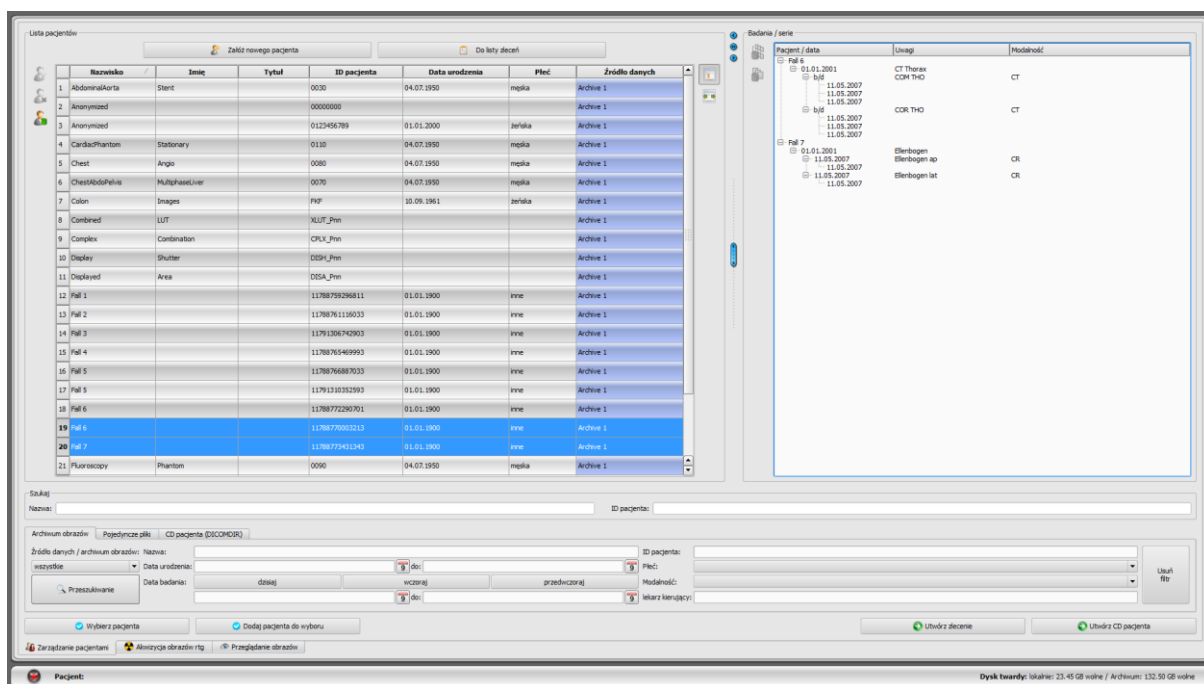 Lista pacjentów
Badania / serie
Załóż nowego pacjenta Do listy zleceń
Nazwisko Imię Tytuł ID pacjenta Data urodzenia Płeć Źródło danych
1 AbdominalAorta Stent 0030 04.07.1950 męska Archive 1
2 Anonymized 00000000 Archive 1
3 Anonymized 0123456789 01.01.2000 żeńska Archive 1
4 CardiacPhantom Stationary 0110 04.07.1950 męska Archive 1
5 Chest Angio 0080 04.07.1950 męska Archive 1
6 ChestAbdoPelvis MultiphaseLiver 0070 04.07.1950 męska Archive 1
7 Colon Images FKF 10.09.1961 żeńska Archive 1
8 Combined LUT XLUT_Pnn Archive 1
9 Complex Combination CPLX_Pnn Archive 1
10 Display Shutter DISH_Pnn Archive 1
11 Displayed Area DISA_Pnn Archive 1
12 Fall 1 11788759296811 01.01.1900 inne Archive 1
13 Fall 2 11788761116033 01.01.1900 inne Archive 1
14 Fall 3 11791306742903 01.01.1900 inne Archive 1
15 Fall 4 11788765469993 01.01.1900 inne Archive 1
16 Fall 5 11788766887033 01.01.1900 inne Archive 1
17 Fall 5 11791310352593 01.01.1900 inne Archive 1
18 Fall 6 11788772290701 01.01.1900 inne Archive 1
19 Fall 6 11788770003213 01.01.1900 inne Archive 1
20 Fall 7 11788773431343 01.01.1900 inne Archive 1
21 Fluoroscopy Phantom 0090 04.07.1950 męska Archive 1
Pacjent / data Uwagi Modalność
Fall 6
01.01.2001 CT Thorax
b/d COM THO CT
11.05.2007
11.05.2007
11.05.2007
b/d COR THO CT
11.05.2007
11.05.2007
11.05.2007
Fall 7
01.01.2001 Ellenbogen
11.05.2007 Ellenbogen ap CR
11.05.2007
11.05.2007 Ellenbogen lat CR
11.05.2007
Szukaj
Nazwa: ID pacjenta:
Archiwum obrazów Pojedyncze pliki CD pacjenta (DICOMDIR)
Źródło danych / archiwum obrazów: Nazwa: ID pacjenta:
wszystkie Data urodzenia: 9 do: 9 Płeć:
Przeszukiwanie Data badania: dzisiaj wczoraj przedwczoraj Modalność:
9 do: 9 lekarz kierujący:
Usuń
filtr
Wybierz pacjenta Dodaj pacjenta do wyboru Utwórz zlecenie Utwórz CD pacjenta
Zarządzanie pacjentami Akwizycja obrazów rtg Przeglądanie obrazów
Pacjent: Dysk twardy: lokalnie: 23.45 GB wolne / Archiwum: 132.50 GB wolne